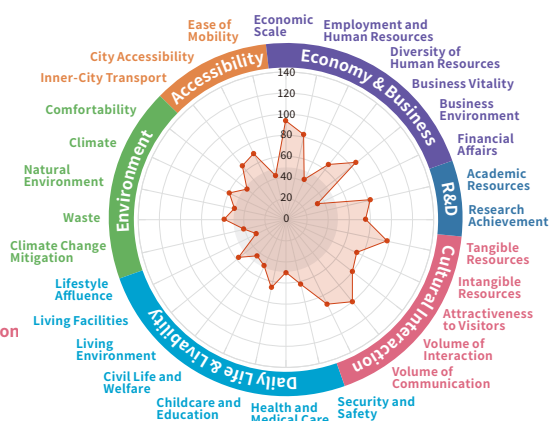 Economic
Scale
Employment and
Human Resources
Diversity of
Human Resources
Business Vitality
Business
Environment
Financial
Affairs
Academic
Resources
Research
Achievement
Tangible
Resources
Intangible
Resources
Attractiveness
to Visitors
Volume of
Interaction
Volume of
Communication
Security and
Safety
Health and
Medical Care
Childcare and
Education
Civil Life and
Welfare
Living
Environment
Living Facilities
Lifestyle
Affluence
Climate Change
Mitigation
Waste
Natural
Environment
Climate
Comfortability
Inner-City Transport
City Accessibility
Ease of
Mobility
Economy & Business
R&D
Cultural Interaction
Daily Life & Livability
Environment
Accessibility
140
120
100
80
60
40
20
0
on